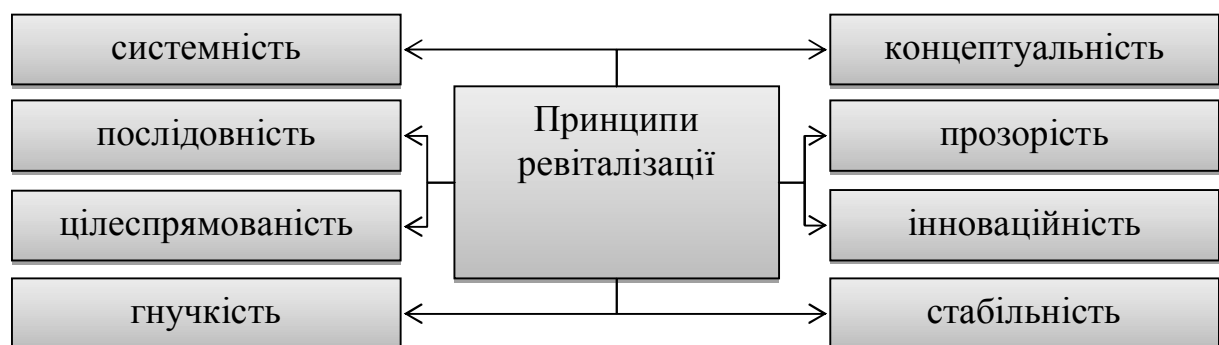 системність
концептуальність
Принципи
ревіталізації
послідовність
прозорість
цілеспрямованість
інноваційність
гнучкість
стабільність